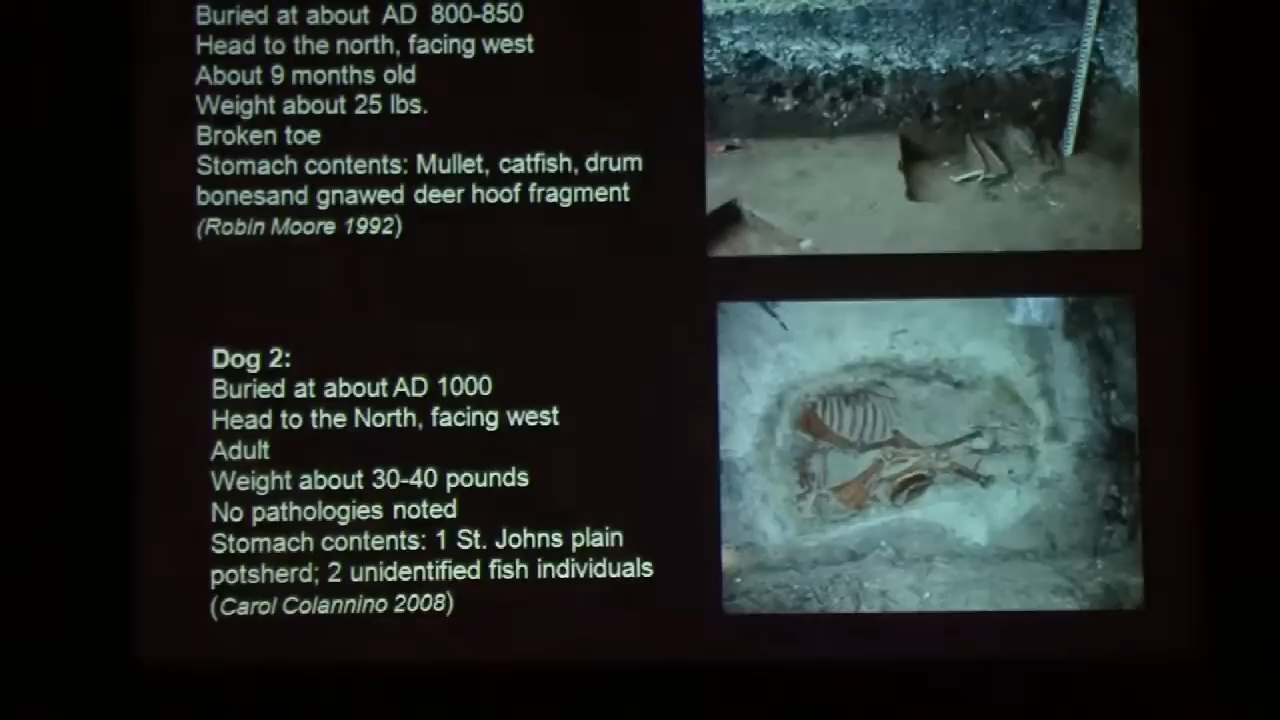 Buried at about AD 800-850
Head to the north, facing west
About 9 months old
Weight about 25 lbs.
Broken toe
Stomach contents: Mullet, catfish, drum
bonesand gnawed deer hoof fragment
(Robin Moore 1992)
Dog 2:
Buried at about AD 1000
Head to the North, facing west
Adult
Weight about 30-40 pounds
No pathologies noted
Stomach contents: 1 St. Johns plain
potsherd; 2 unidentified fish individuals
(Carol Colannino 2008)